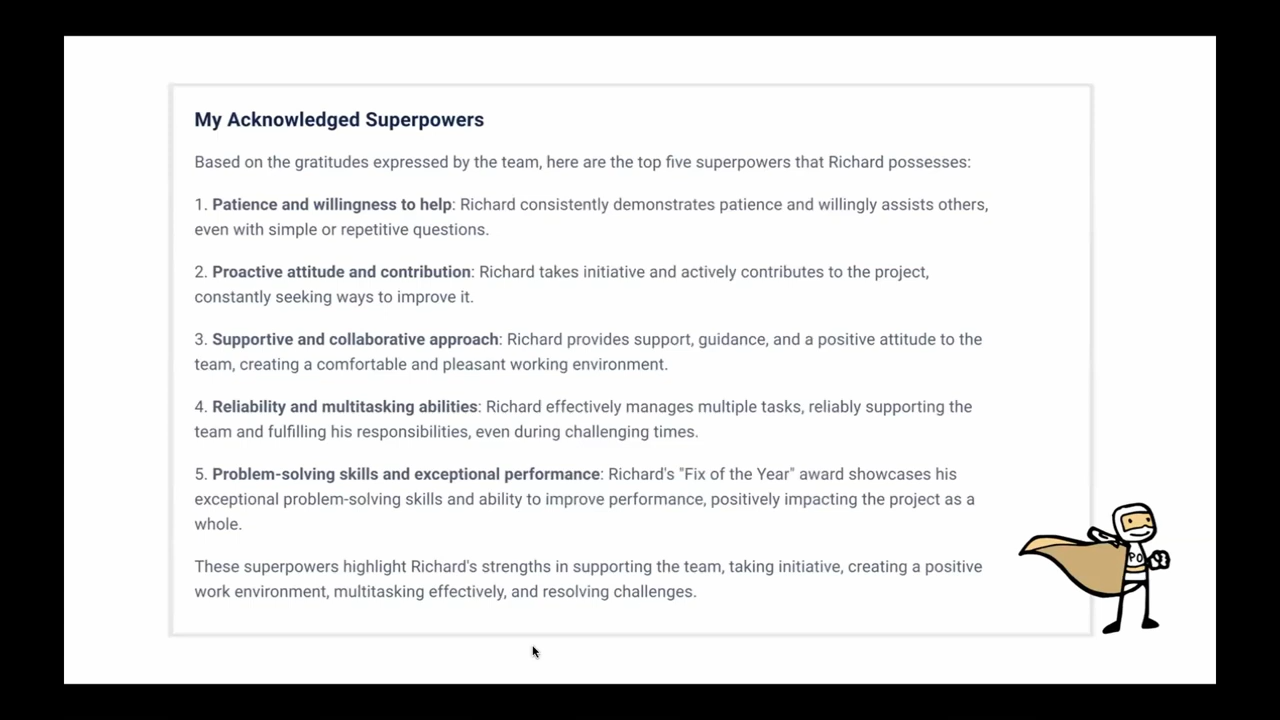 My Acknowledged Superpowers
Based on the gratitudes expressed by the team, here are the top five superpowers that Richard possesses:
1. Patience and willingness to help: Richard consistently demonstrates patience and willingly assists others,
even with simple or repetitive questions.
2. Proactive attitude and contribution: Richard takes initiative and actively contributes to the project,
constantly seeking ways to improve it.
3. Supportive and collaborative approach: Richard provides support, guidance, and a positive attitude to the
team, creating a comfortable and pleasant working environment.
4. Reliability and multitasking abilities: Richard effectively manages multiple tasks, reliably supporting the
team and fulfilling his responsibilities, even during challenging times.
5. Problem-solving skills and exceptional performance: Richard's "Fix of the Year" award showcases his
exceptional problem-solving skills and ability to improve performance, positively impacting the project as a
whole.
PO
These superpowers highlight Richard's strengths in supporting the team, taking initiative, creating a positive
work environment, multitasking effectively, and resolving challenges.